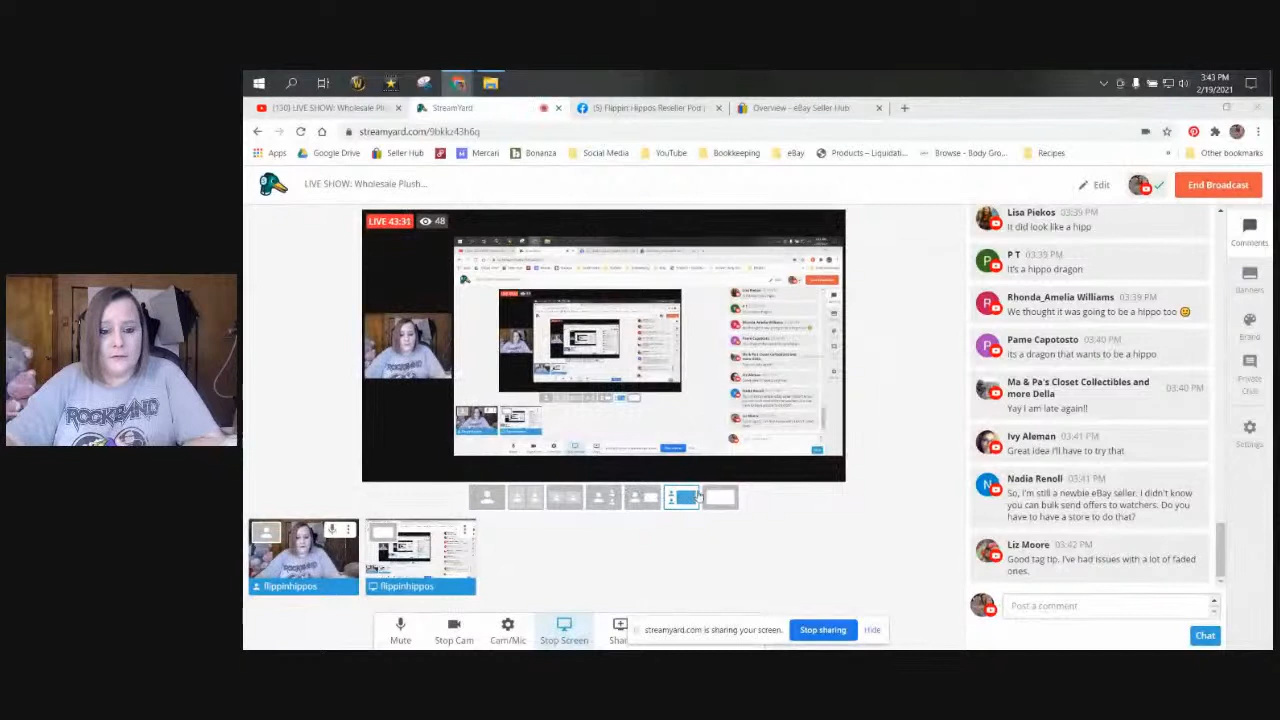 3:43 PM
2/19/2021
(130) LIVE SHOW: Wholesale Plu
StreamYard
(5) Flippin Hippos Reseller Pod
Overview - eBay Seller Hub
streamyard.com/9bkkz43h6q
Apps
Google Drive
Seller Hub
Mercari
Bonanza
Social Media
YouTube
Bookkeeping
eBay
Products – Liquidati...
Browse - Body Gro...
Recipes
Other bookmarks
LIVE SHOW: Wholesale Plush...
Edit
End Broadcast
LIVE 43:31
48
Lisa Piekos 03:39 PM
It did look like a hipp
P T 03:39 PM
It's a hippo dragon
Rhonda_Amelia Williams 03:39 PM
We thought it was going to be a hippo too
Pame Capotosto 03:40 PM
its a dragon that wants to be a hippo
Ma & Pa's Closet Collectibles and
more Della 03:40 PM
Yay I am late again!!
Ivy Aleman 03:41 PM
Great idea I'll have to try that
Nadia Renoll 03:41 PM
So, I'm still a newbie eBay seller. I didn't know
you can bulk send offers to watchers. Do you
have to have a store to do that?
Liz Moore 03:42 PM
Good tag tip. I've had issues with a lot of faded
ones.
Post a comment
Chat
Comments
Banners
Brand
Private
Chat
Settings
flippinhippos
flippinhippos
Mute
Stop Cam
Cam/Mic
Stop Screen
Shar
streamyard.com is sharing your screen.
Stop sharing
Hide